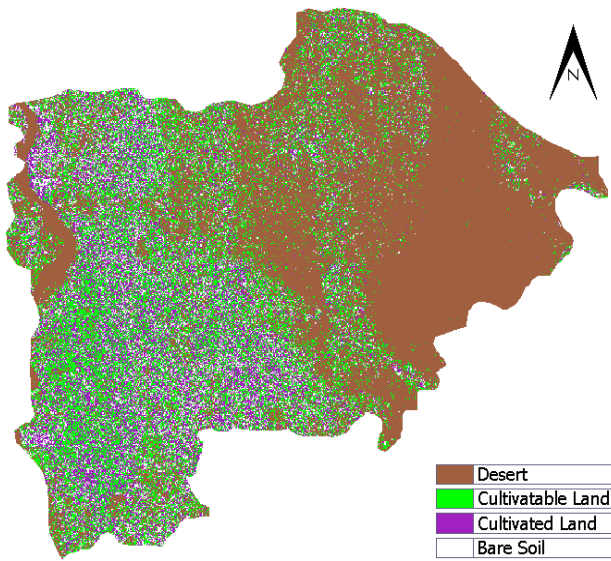 N
Desert
Cultivatable Land
Cultivated Land
Bare Soil